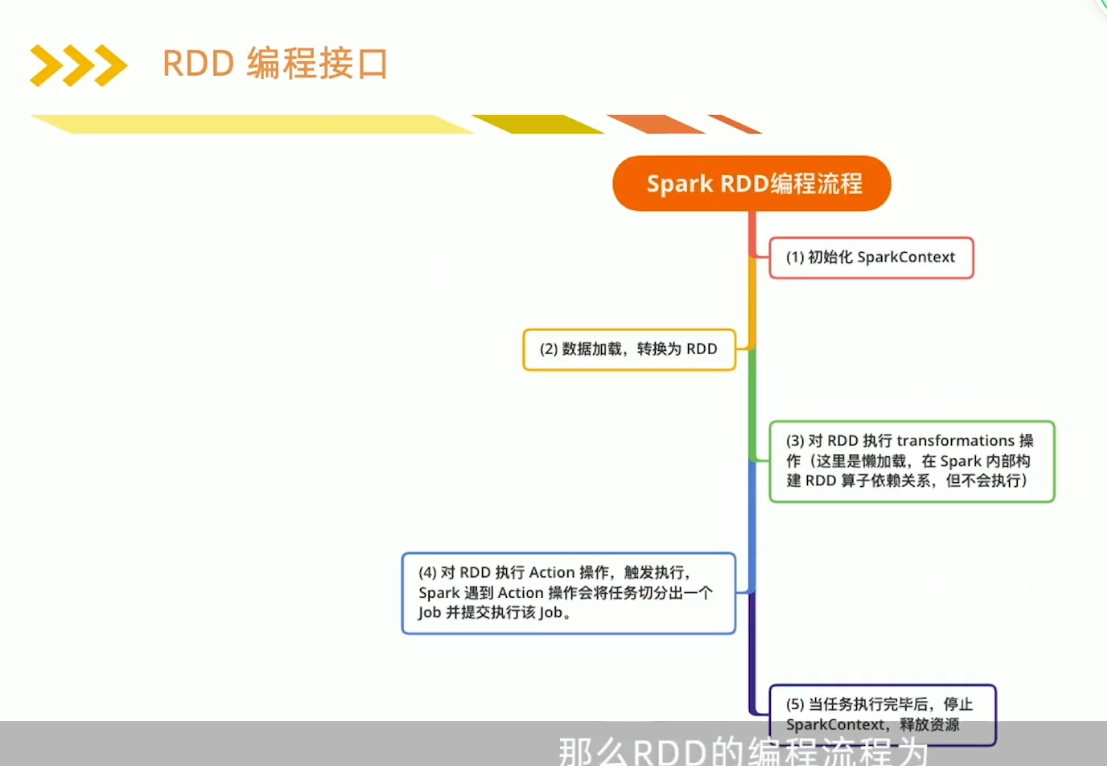 RDD 编程接口
Spark RDD编程流程
(1) 初始化 SparkContext
(2) 数据加载，转换为 RDD
(3) 对 RDD 执行 transformations 操
作（这里是懒加载，在 Spark 内部构
建 RDD 算子依赖关系，但不会执行）
(4) 对 RDD 执行 Action 操作，触发执行，
Spark 遇到 Action 操作会将任务切分出一个
Job 并提交执行该 Job。
(5) 当任务执行完毕后，停止
SparkContext，释放资源
那么RDD的编程流程为